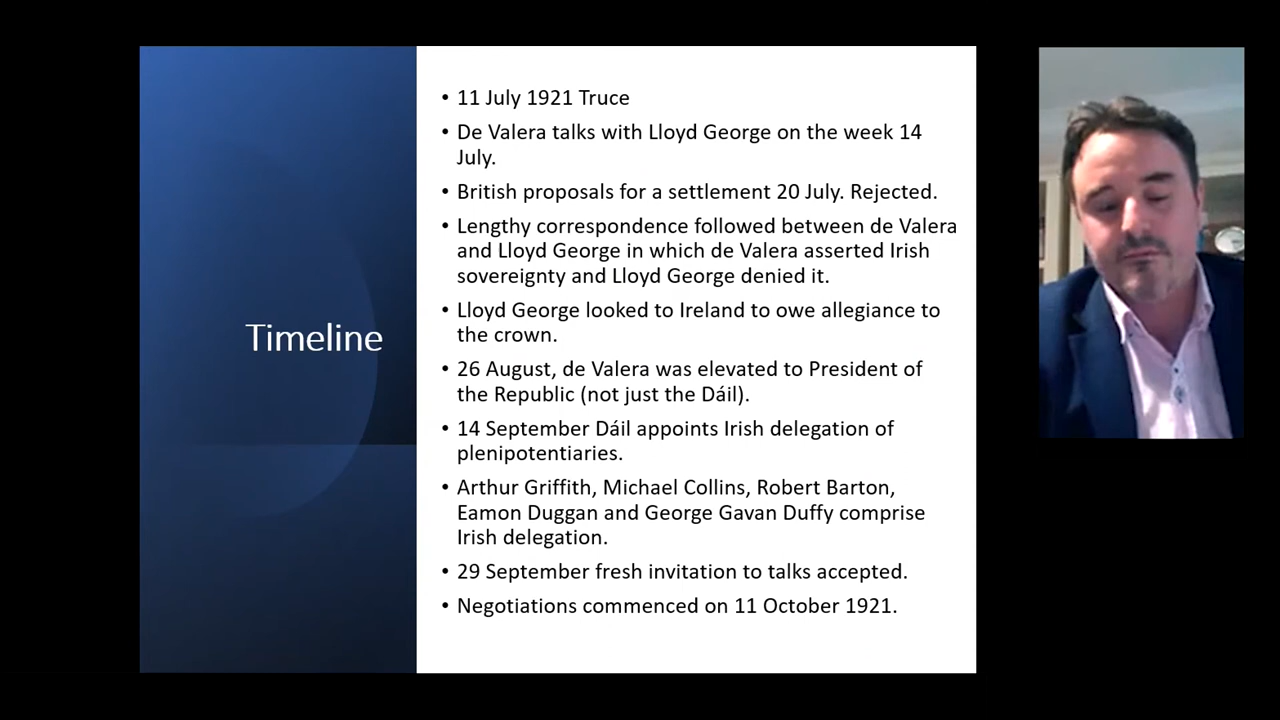 Timeline
• 11 July 1921 Truce
• De Valera talks with Lloyd George on the week 14
July.
• British proposals for a settlement 20 July. Rejected.
• Lengthy correspondence followed between de Valera
and Lloyd George in which de Valera asserted Irish
sovereignty and Lloyd George denied it.
• Lloyd George looked to Ireland to owe allegiance to
the crown.
• 26 August, de Valera was elevated to President of
the Republic (not just the Dáil).
• 14 September Dáil appoints Irish delegation of
plenipotentiaries.
• Arthur Griffith, Michael Collins, Robert Barton,
Eamon Duggan and George Gavan Duffy comprise
Irish delegation.
• 29 September fresh invitation to talks accepted.
• Negotiations commenced on 11 October 1921.